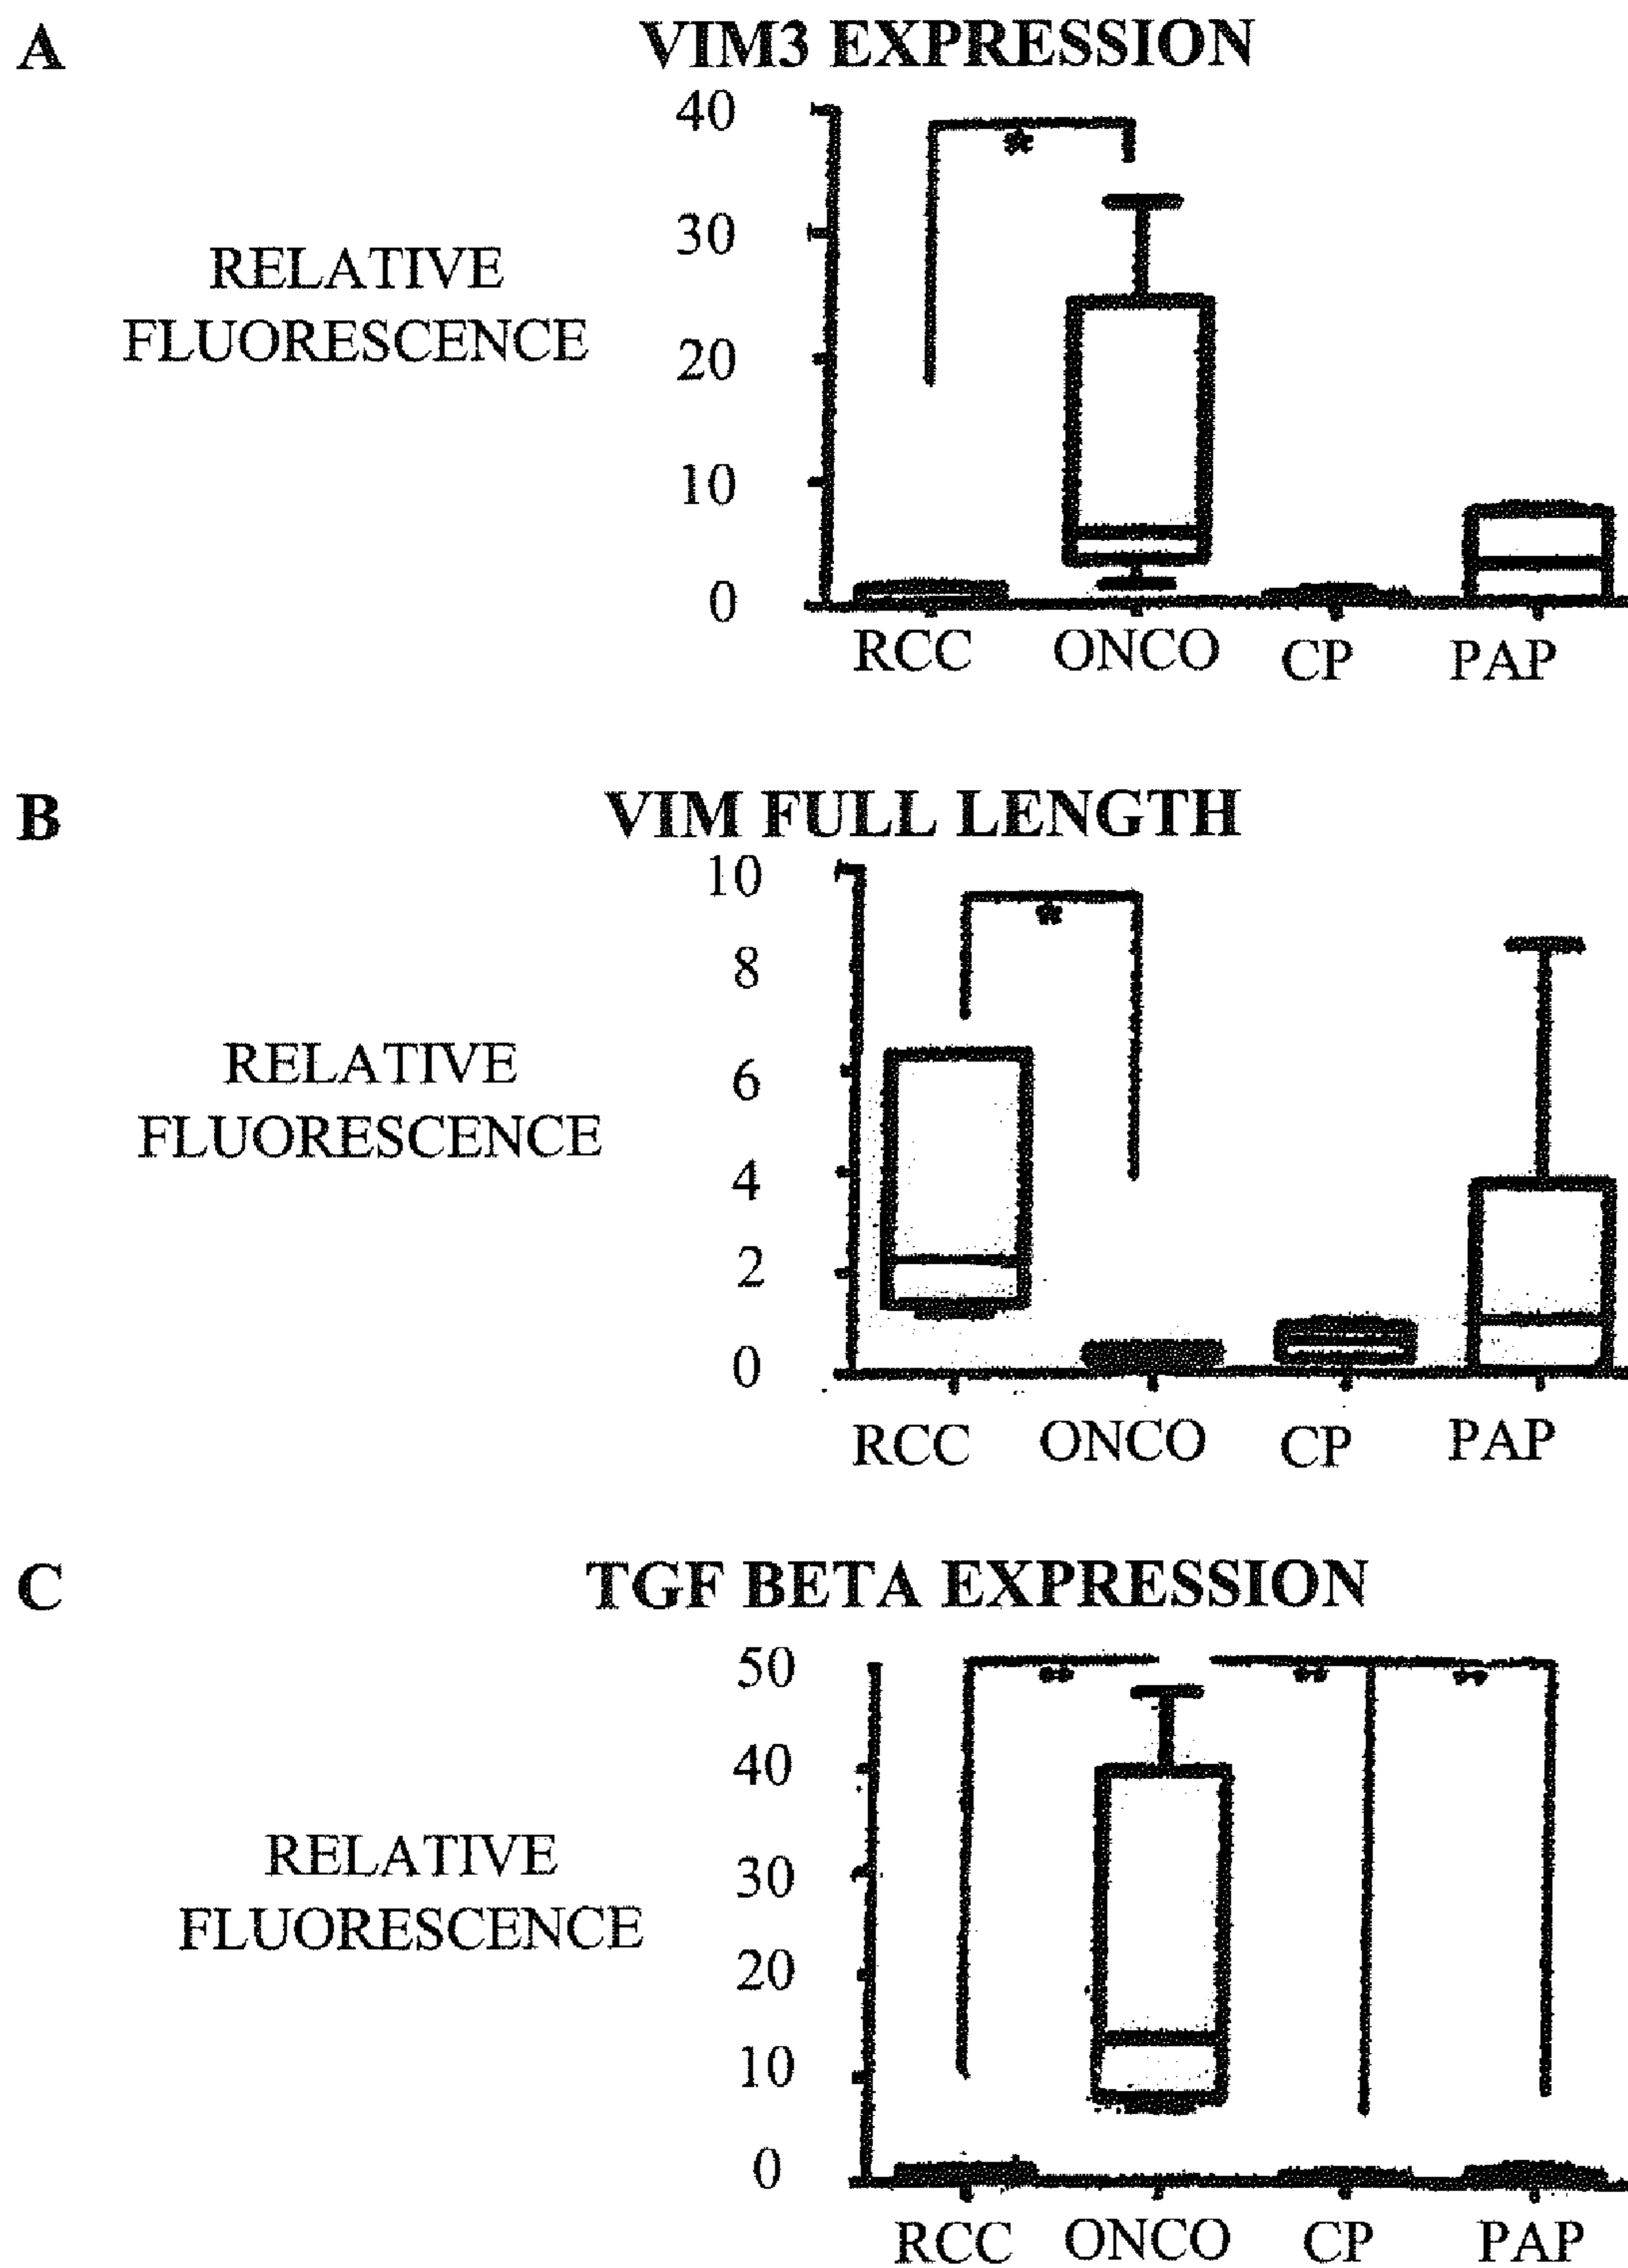 A
VIM3 EXPRESSION
40
30
20
10
0
RELATIVE
FLUORESCENCE
*
RCC ONCO CP PAP
B
VIM FULL LENGTH
10
8
6
4
2
0
RELATIVE
FLUORESCENCE
*
RCC ONCO CP PAP
C
TGF BETA EXPRESSION
50
40
30
20
10
0
RELATIVE
FLUORESCENCE
** ** **
RCC ONCO CP PAP